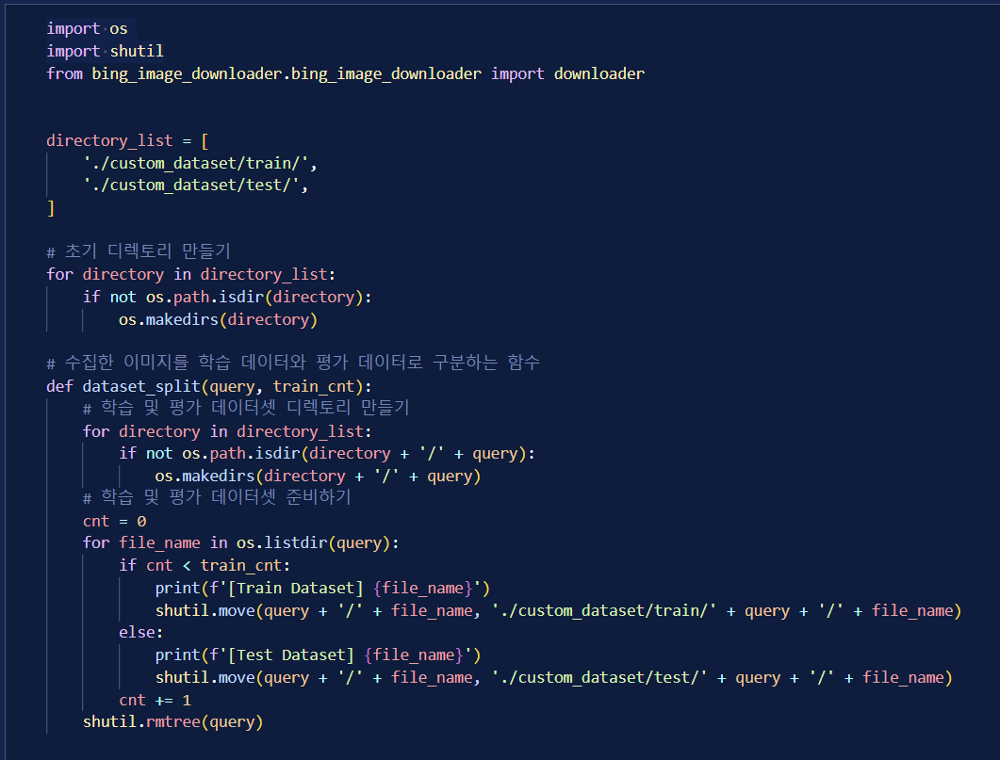 import os
import shutil
from bing_image_downloader.bing_image_downloader import downloader
directory_list = [
'./custom_dataset/train/',
'./custom_dataset/test/',
]
# 초기 디렉토리 만들기
for directory in directory_list:
if not os.path.isdir(directory):
os.makedirs(directory)
# 수집한 이미지를 학습 데이터와 평가 데이터로 구분하는 함수
def dataset_split(query, train_cnt):
# 학습 및 평가 데이터셋 디렉토리 만들기
for directory in directory_list:
if not os.path.isdir(directory + '/' + query):
os.makedirs(directory + '/' + query)
# 학습 및 평가 데이터셋 준비하기
cnt = 0
for file_name in os.listdir(query):
if cnt < train_cnt:
print(f'[Train Dataset] {file_name}')
shutil.move(query + '/' + file_name, './custom_dataset/train/' + query + '/' + file_name)
else:
print(f'[Test Dataset] {file_name}')
shutil.move(query + '/' + file_name, './custom_dataset/test/' + query + '/' + file_name)
cnt += 1
shutil.rmtree(query)